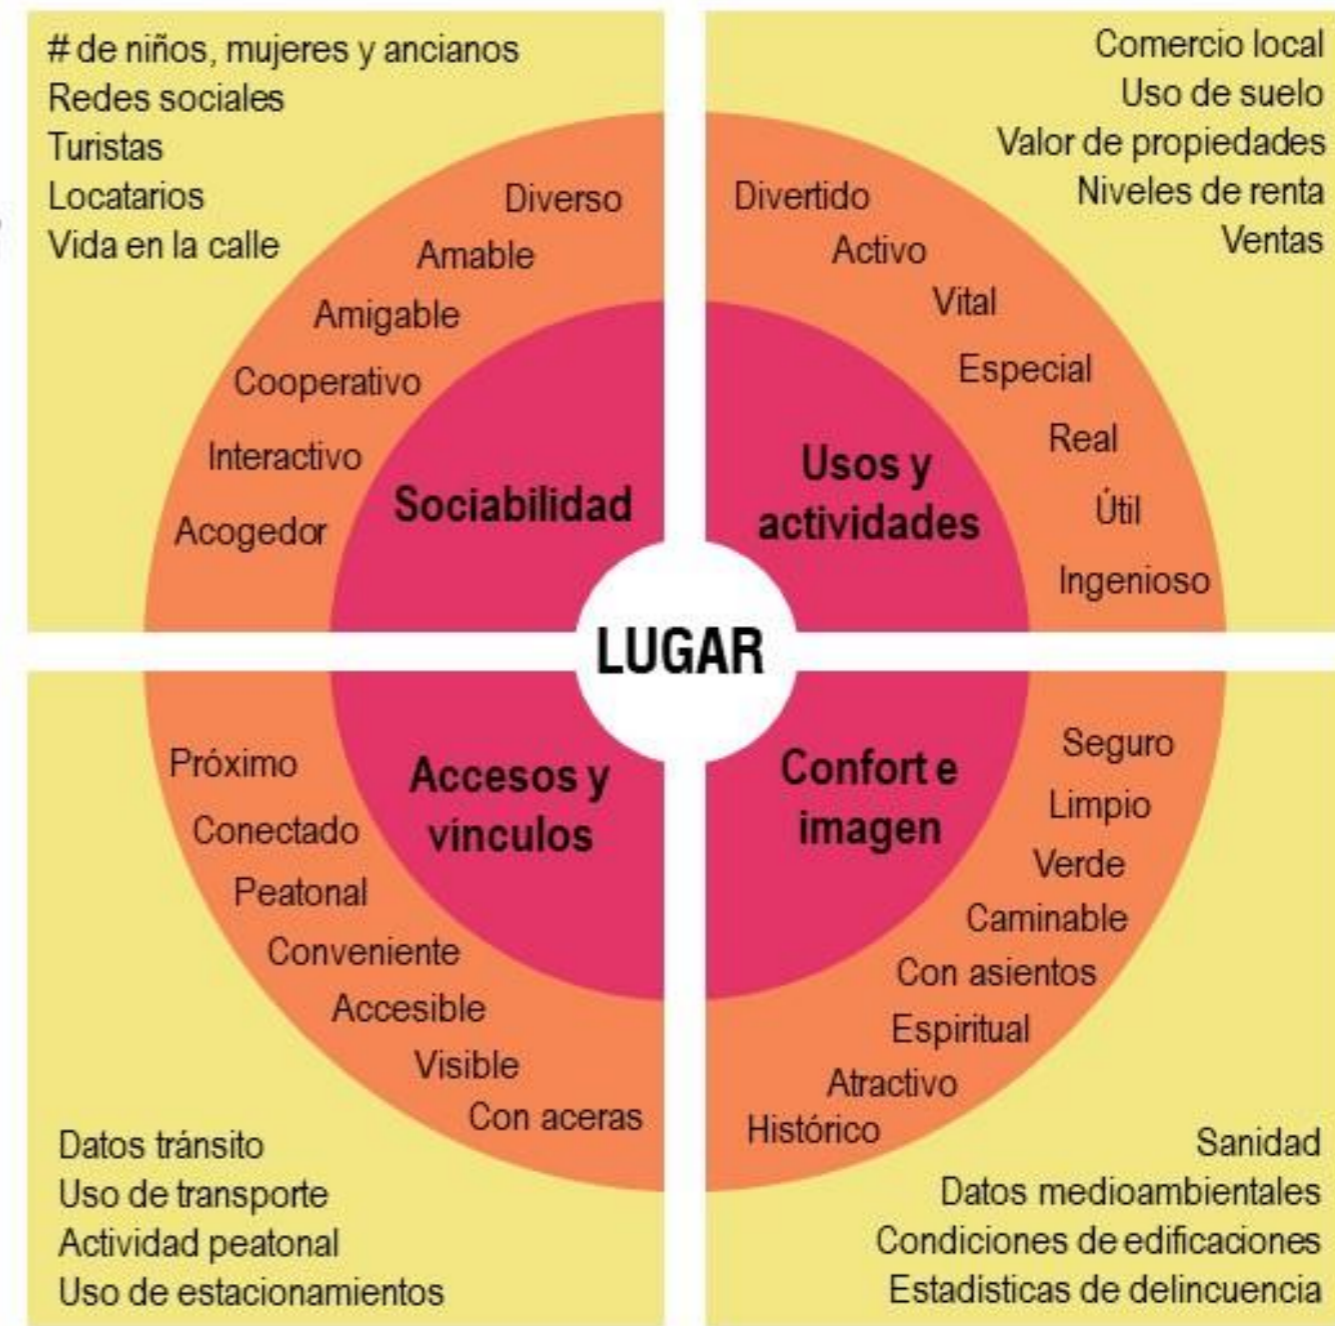 # de niños, mujeres y ancianos
Redes sociales
Turistas
Locatarios
Vida en la calle
Diverso
Amable
Amigable
Cooperativo
Interactivo
Acogedor
Sociabilidad
Comercio local
Uso de suelo
Valor de propiedades
Niveles de renta
Ventas
Divertido
Activo
Vital
Especial
Real
Útil
Ingenioso
Usos y
actividades
LUGAR
Accesos y
vinculos
Próximo
Conectado
Peatonal
Conveniente
Accesible
Visible
Con aceras
Datos tránsito
Uso de transporte
Actividad peatonal
Uso de estacionamientos
Confort e
imagen
Seguro
Limpio
Verde
Caminable
Con asientos
Espiritual
Atractivo
Histórico
Sanidad
Datos medioambientales
Condiciones de edificaciones
Estadísticas de delincuencia